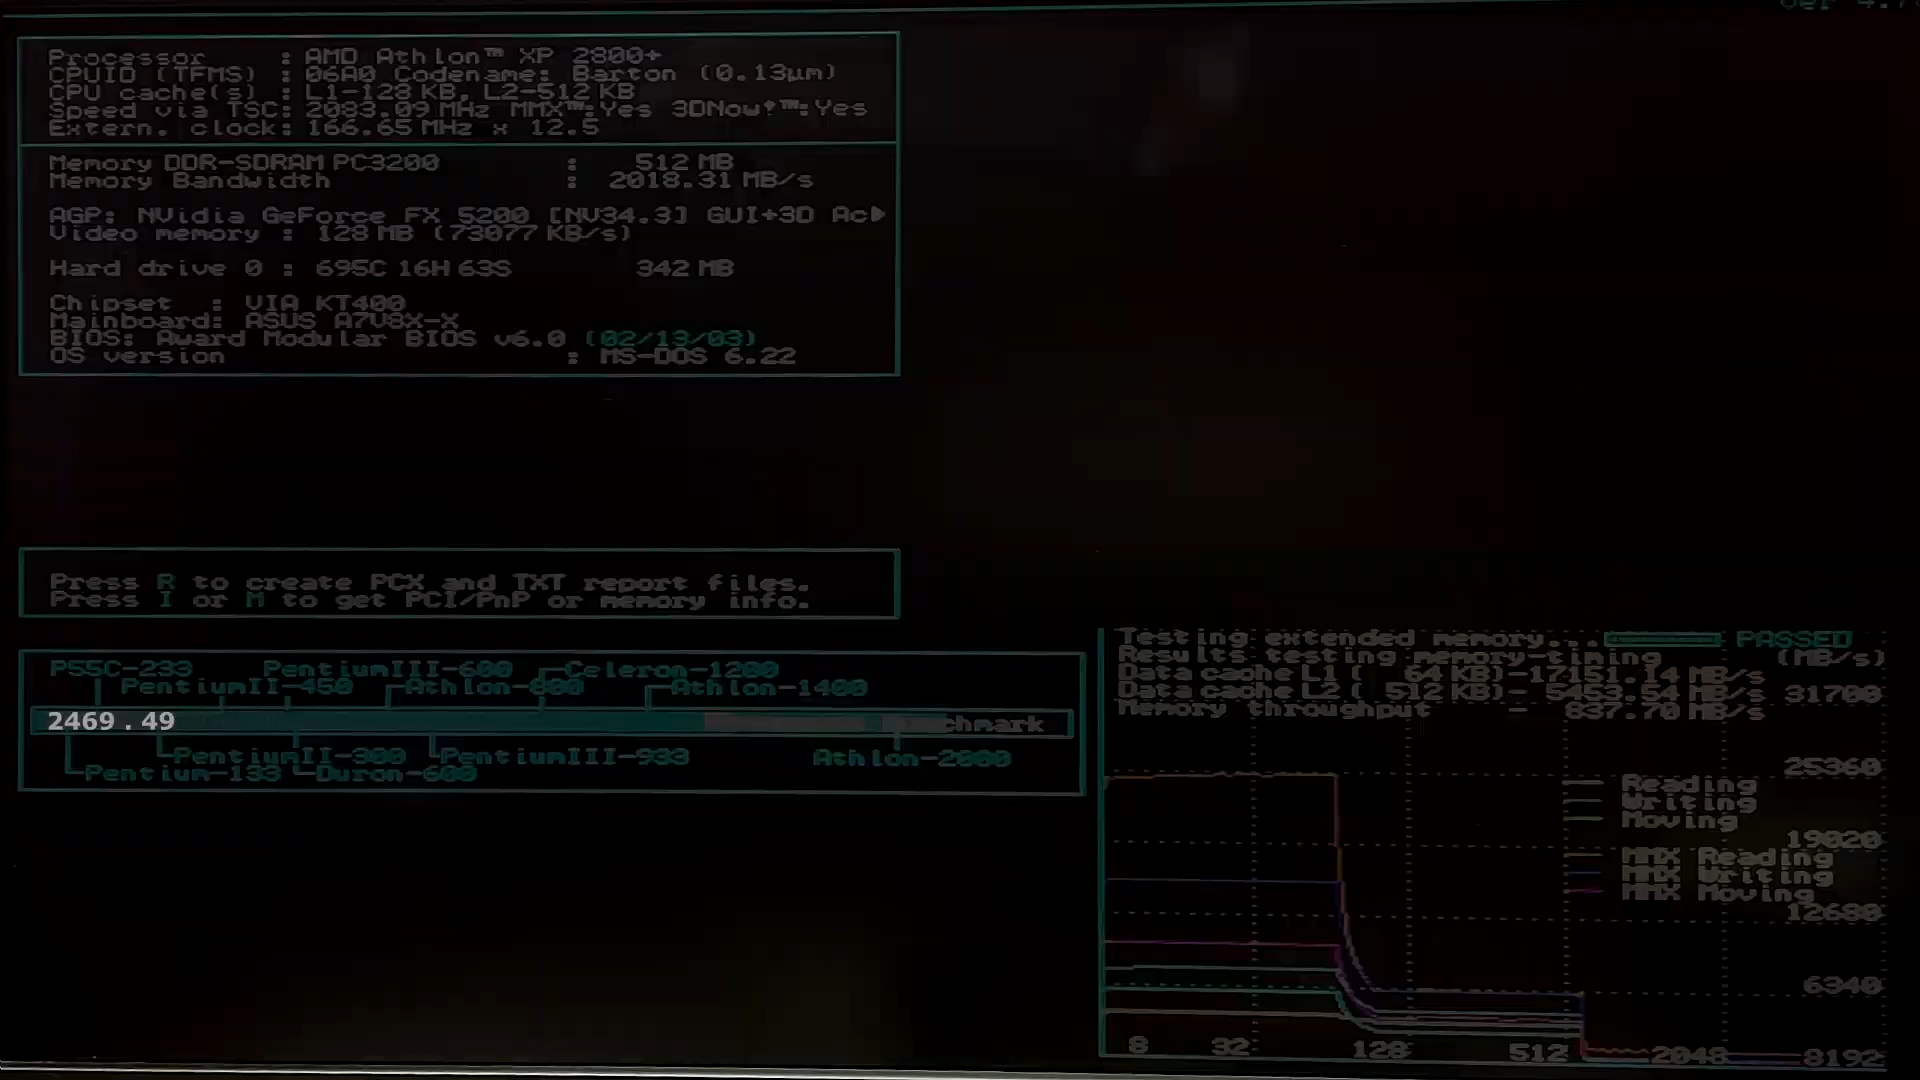 Processor : AMD Athlon™ XP 2800+
CPUID (TFMS) : 06A0 Codename: Barton (0.13µm)
CPU cache(s) : L1-128 KB, L2-512 KB
Speed via TSC: 2083.09 MHz MMX™:Yes 3DNow!™:Yes
Extern. clock: 166.65 MHz x 12.5
Memory DDR-SDRAM PC3200 : 512 MB
Memory Bandwidth : 2018.31 MB/s
AGP: NVidia GeForce FX 5200 [NV34.3] GUI+3D Ac▶
Video memory : 128 MB (73077 KB/s)
Hard drive 0 : 695C 16H 63S 342 MB
Chipset : VIA KT400
Mainboard: ASUS A7V8X-X
BIOS: Award Modular BIOS v6.0 (02/13/03)
OS version : MS-DOS 6.22
Press R to create PCX and TXT report files.
Press I or M to get PCI/PnP or memory info.
P55C-233 PentiumIII-600 Celeron-1200
PentiumII-450 Athlon-800 Athlon-1400
2469.49 chmark
PentiumII-300 PentiumIII-933 Athlon-2000
Pentium-133 Duron-600
Testing extended memory... PASSED
Results testing memory-timing (MB/s)
Data cache L1 ( 64 KB)-17151.14 MB/s
Data cache L2 ( 512 KB)- 5453.54 MB/s 31700
Memory throughput - 837.70 MB/s
25360
Reading
Writing
Moving
19020
MMX Reading
MMX Writing
MMX Moving
12680
6340
8 32 128 512 2048 8192